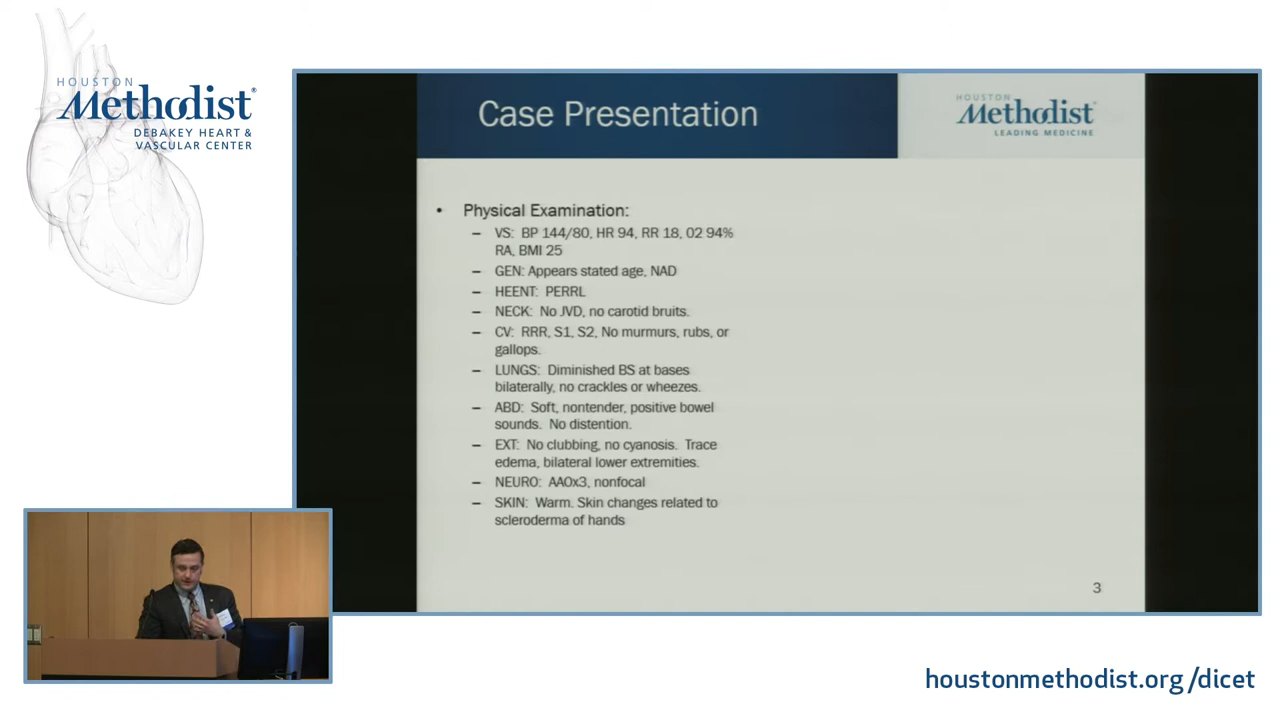 HOUSTON
Methodist®
DEBAKEY HEART &
VASCULAR CENTER
Case Presentation
HOUSTON
Methodist
LEADING MEDICINE
• Physical Examination:
– VS: BP 144/80, HR 94, RR 18, 02 94%
RA, BMI 25
– GEN: Appears stated age, NAD
– HEENT: PERRL
– NECK: No JVD, no carotid bruits.
– CV: RRR, S1, S2, No murmurs, rubs, or
gallops.
– LUNGS: Diminished BS at bases
bilaterally, no crackles or wheezes.
– ABD: Soft, nontender, positive bowel
sounds. No distention.
– EXT: No clubbing, no cyanosis. Trace
edema, bilateral lower extremities.
– NEURO: AAOx3, nonfocal
– SKIN: Warm. Skin changes related to
scleroderma of hands
3
houstonmethodist.org/dicet